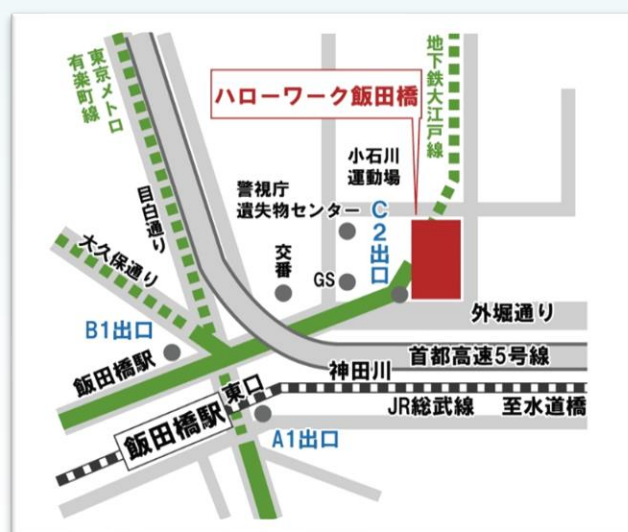 東京メトロ
有楽町線
目白通り
大久保通り
ハローワーク飯田橋
地下鉄大江戸線
小石川
運動場
警視庁
遺失物センター
C2出口
交番
GS
外堀通り
B1出口
飯田橋駅
首都高速5号線
神田川
東口
飯田橋駅
JR総武線 至水道橋
A1出口